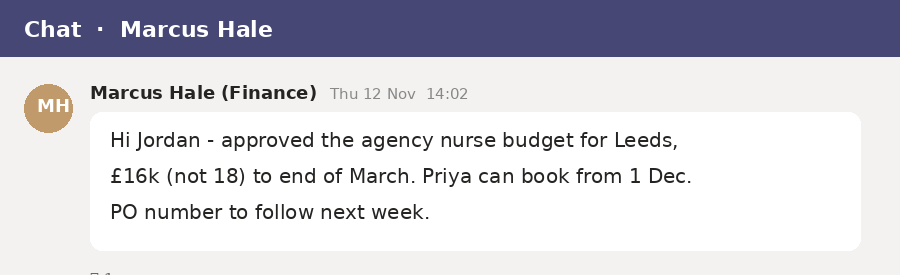 Chat · Marcus Hale
MH
Marcus Hale (Finance) Thu 12 Nov 14:02
Hi Jordan - approved the agency nurse budget for Leeds,
£16k (not 18) to end of March. Priya can book from 1 Dec.
PO number to follow next week.